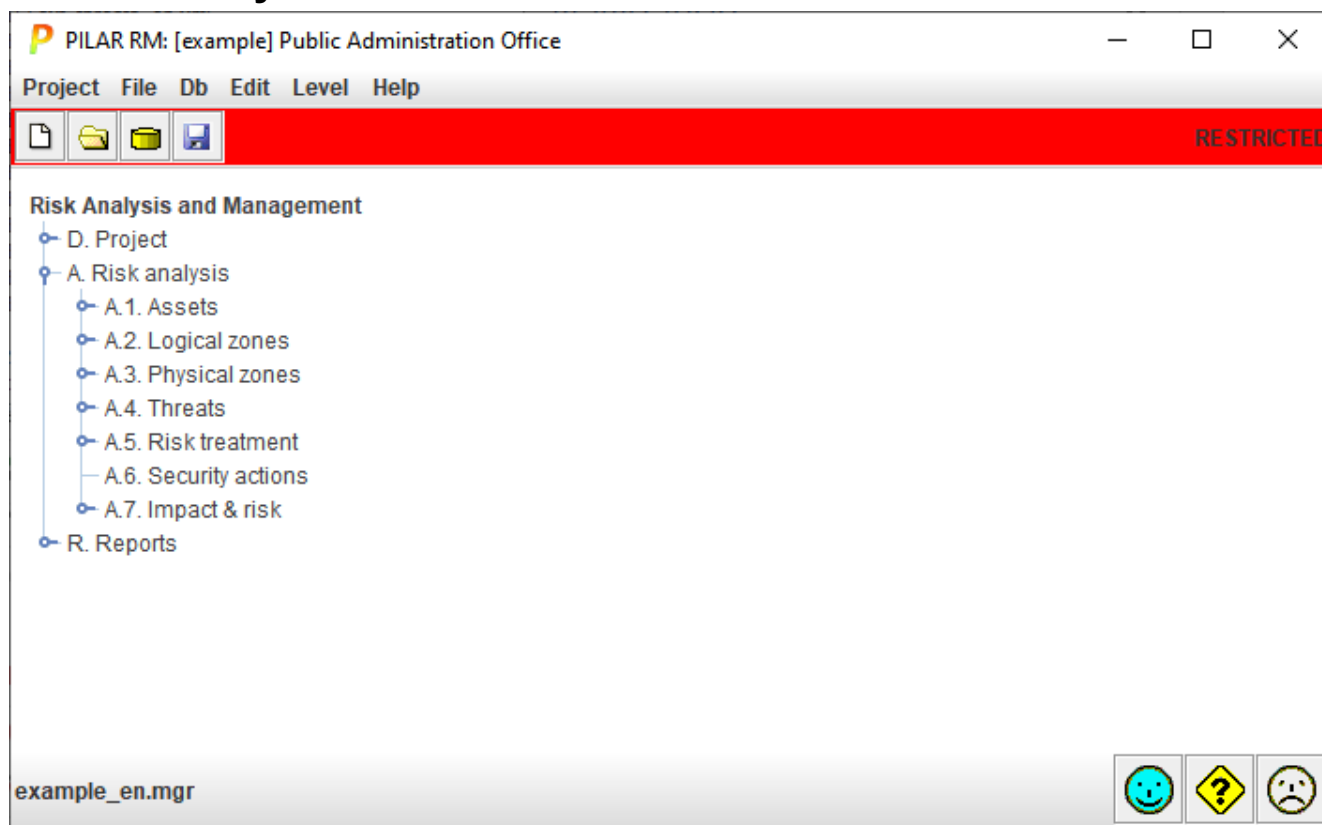 PILAR RM: [example] Public Administration Office
Project File Db Edit Level Help
RESTRICTED
Risk Analysis and Management
D. Project
A. Risk analysis
A.1. Assets
A.2. Logical zones
A.3. Physical zones
A.4. Threats
A.5. Risk treatment
A.6. Security actions
A.7. Impact & risk
R. Reports
example_en.mgr